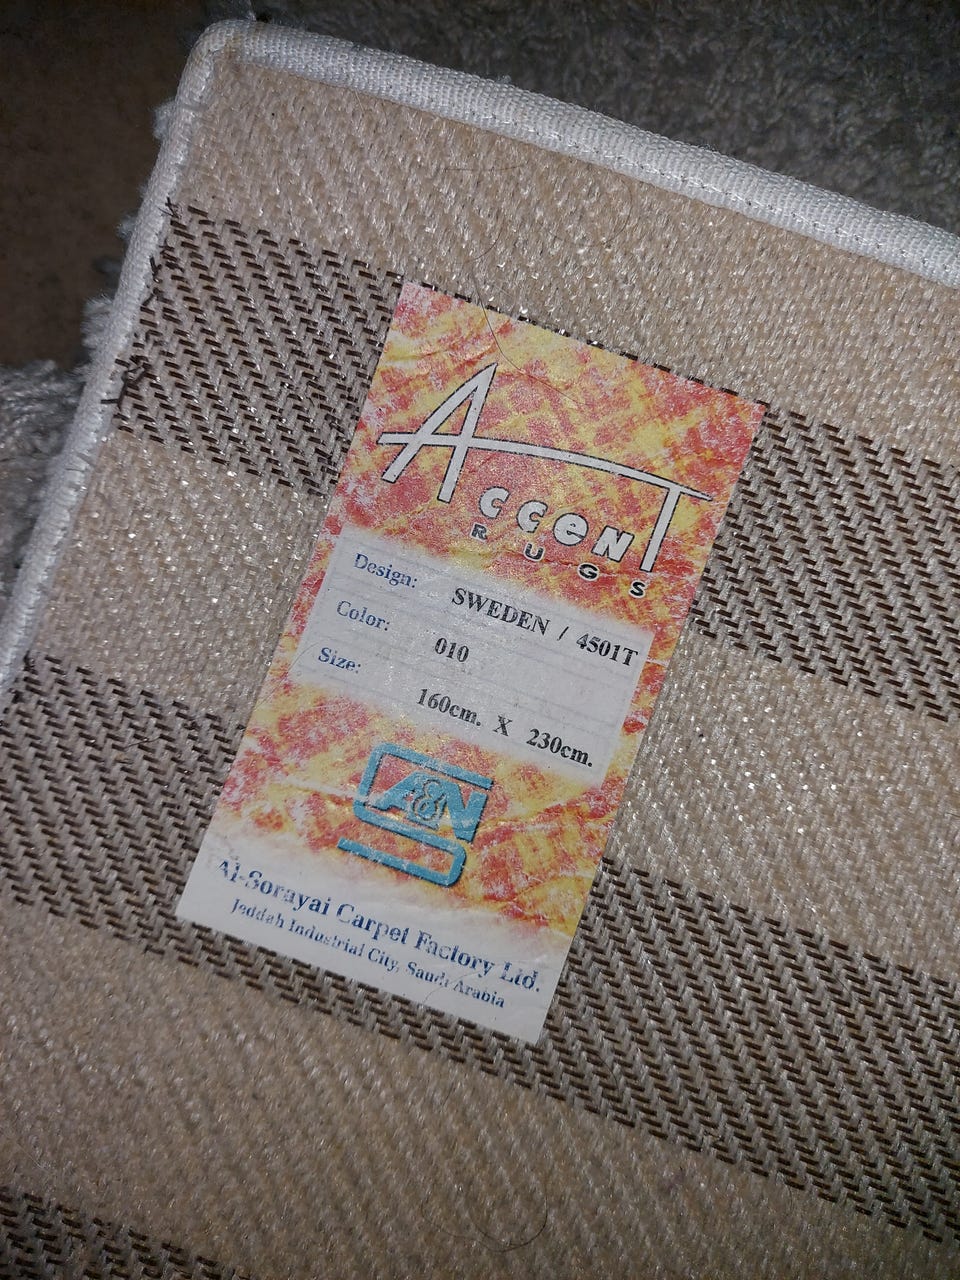 AccenT
RUGS
Design: SWEDEN / 4501T
Color: 010
Size: 160cm. X 230cm.
A&N
Al-Sorayai Carpet Factory Ltd.
Jeddah Industrial City, Saudi Arabia